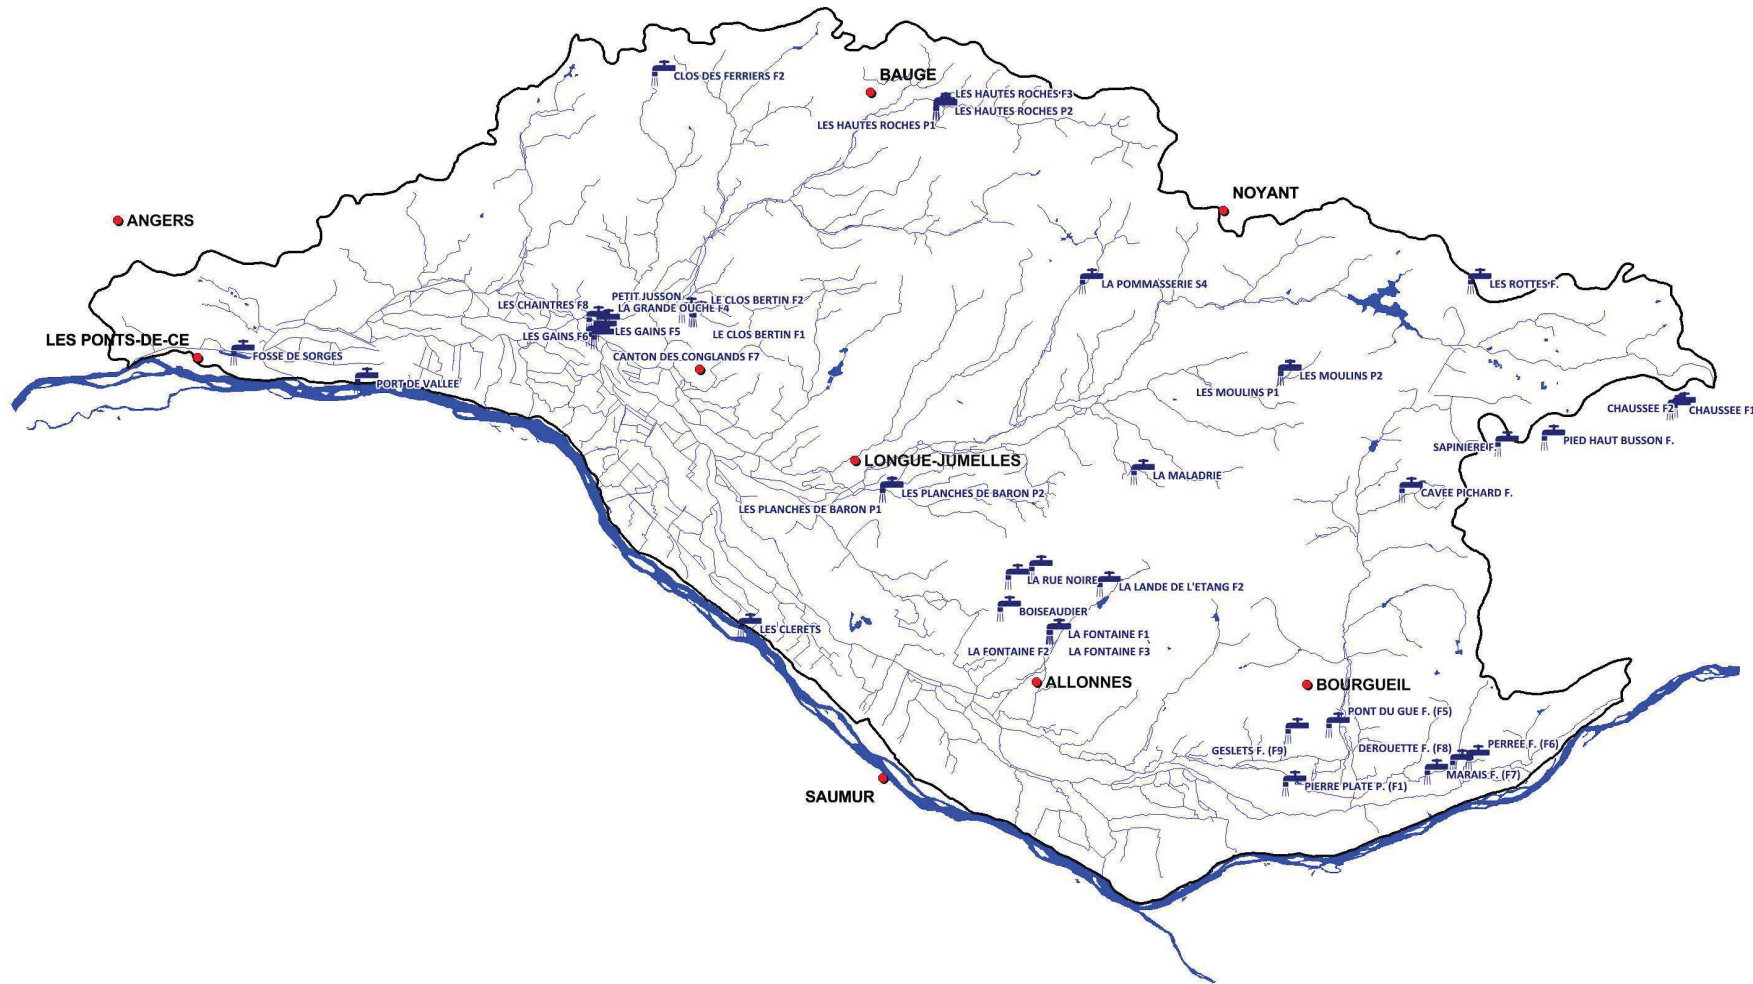 BAUGE
CLOS DES FERRIERS F2
LES HAUTES ROCHES F3
LES HAUTES ROCHES P2
LES HAUTES ROCHES P1
NOYANT
ANGERS
LA POMMASSERIE S4
LES ROTTES F.
PETIT JUSSON
LE CLOS BERTIN F2
LES CHAINTRES F8
LA GRANDE OUCHE F4
LES GAINS F5
LES GAINS F6
LE CLOS BERTIN F1
LES PONTS-DE-CE
FOSSE DE SORGES
CANTON DES CONGLANDS F7
PORT DE VALLEE
LES MOULINS P2
LES MOULINS P1
CHAUSSEE F2
CHAUSSEE F1
PIED HAUT BUSSON F.
SAPINIERE F.
LONGUE-JUMELLES
LA MALADRIE
LES PLANCHES DE BARON P2
CAVEE PICHARD F.
LES PLANCHES DE BARON P1
LA RUE NOIRE
LA LANDE DE L'ETANG F2
BOISEAUDIER
LES CLERETS
LA FONTAINE F1
LA FONTAINE F2
LA FONTAINE F3
ALLONNES
BOURGUEIL
PONT DU GUE F. (F5)
GESLETS F. (F9)
DEROUETTE F. (F8)
PERREE F. (F6)
MARAIS F. (F7)
PIERRE PLATE P. (F1)
SAUMUR